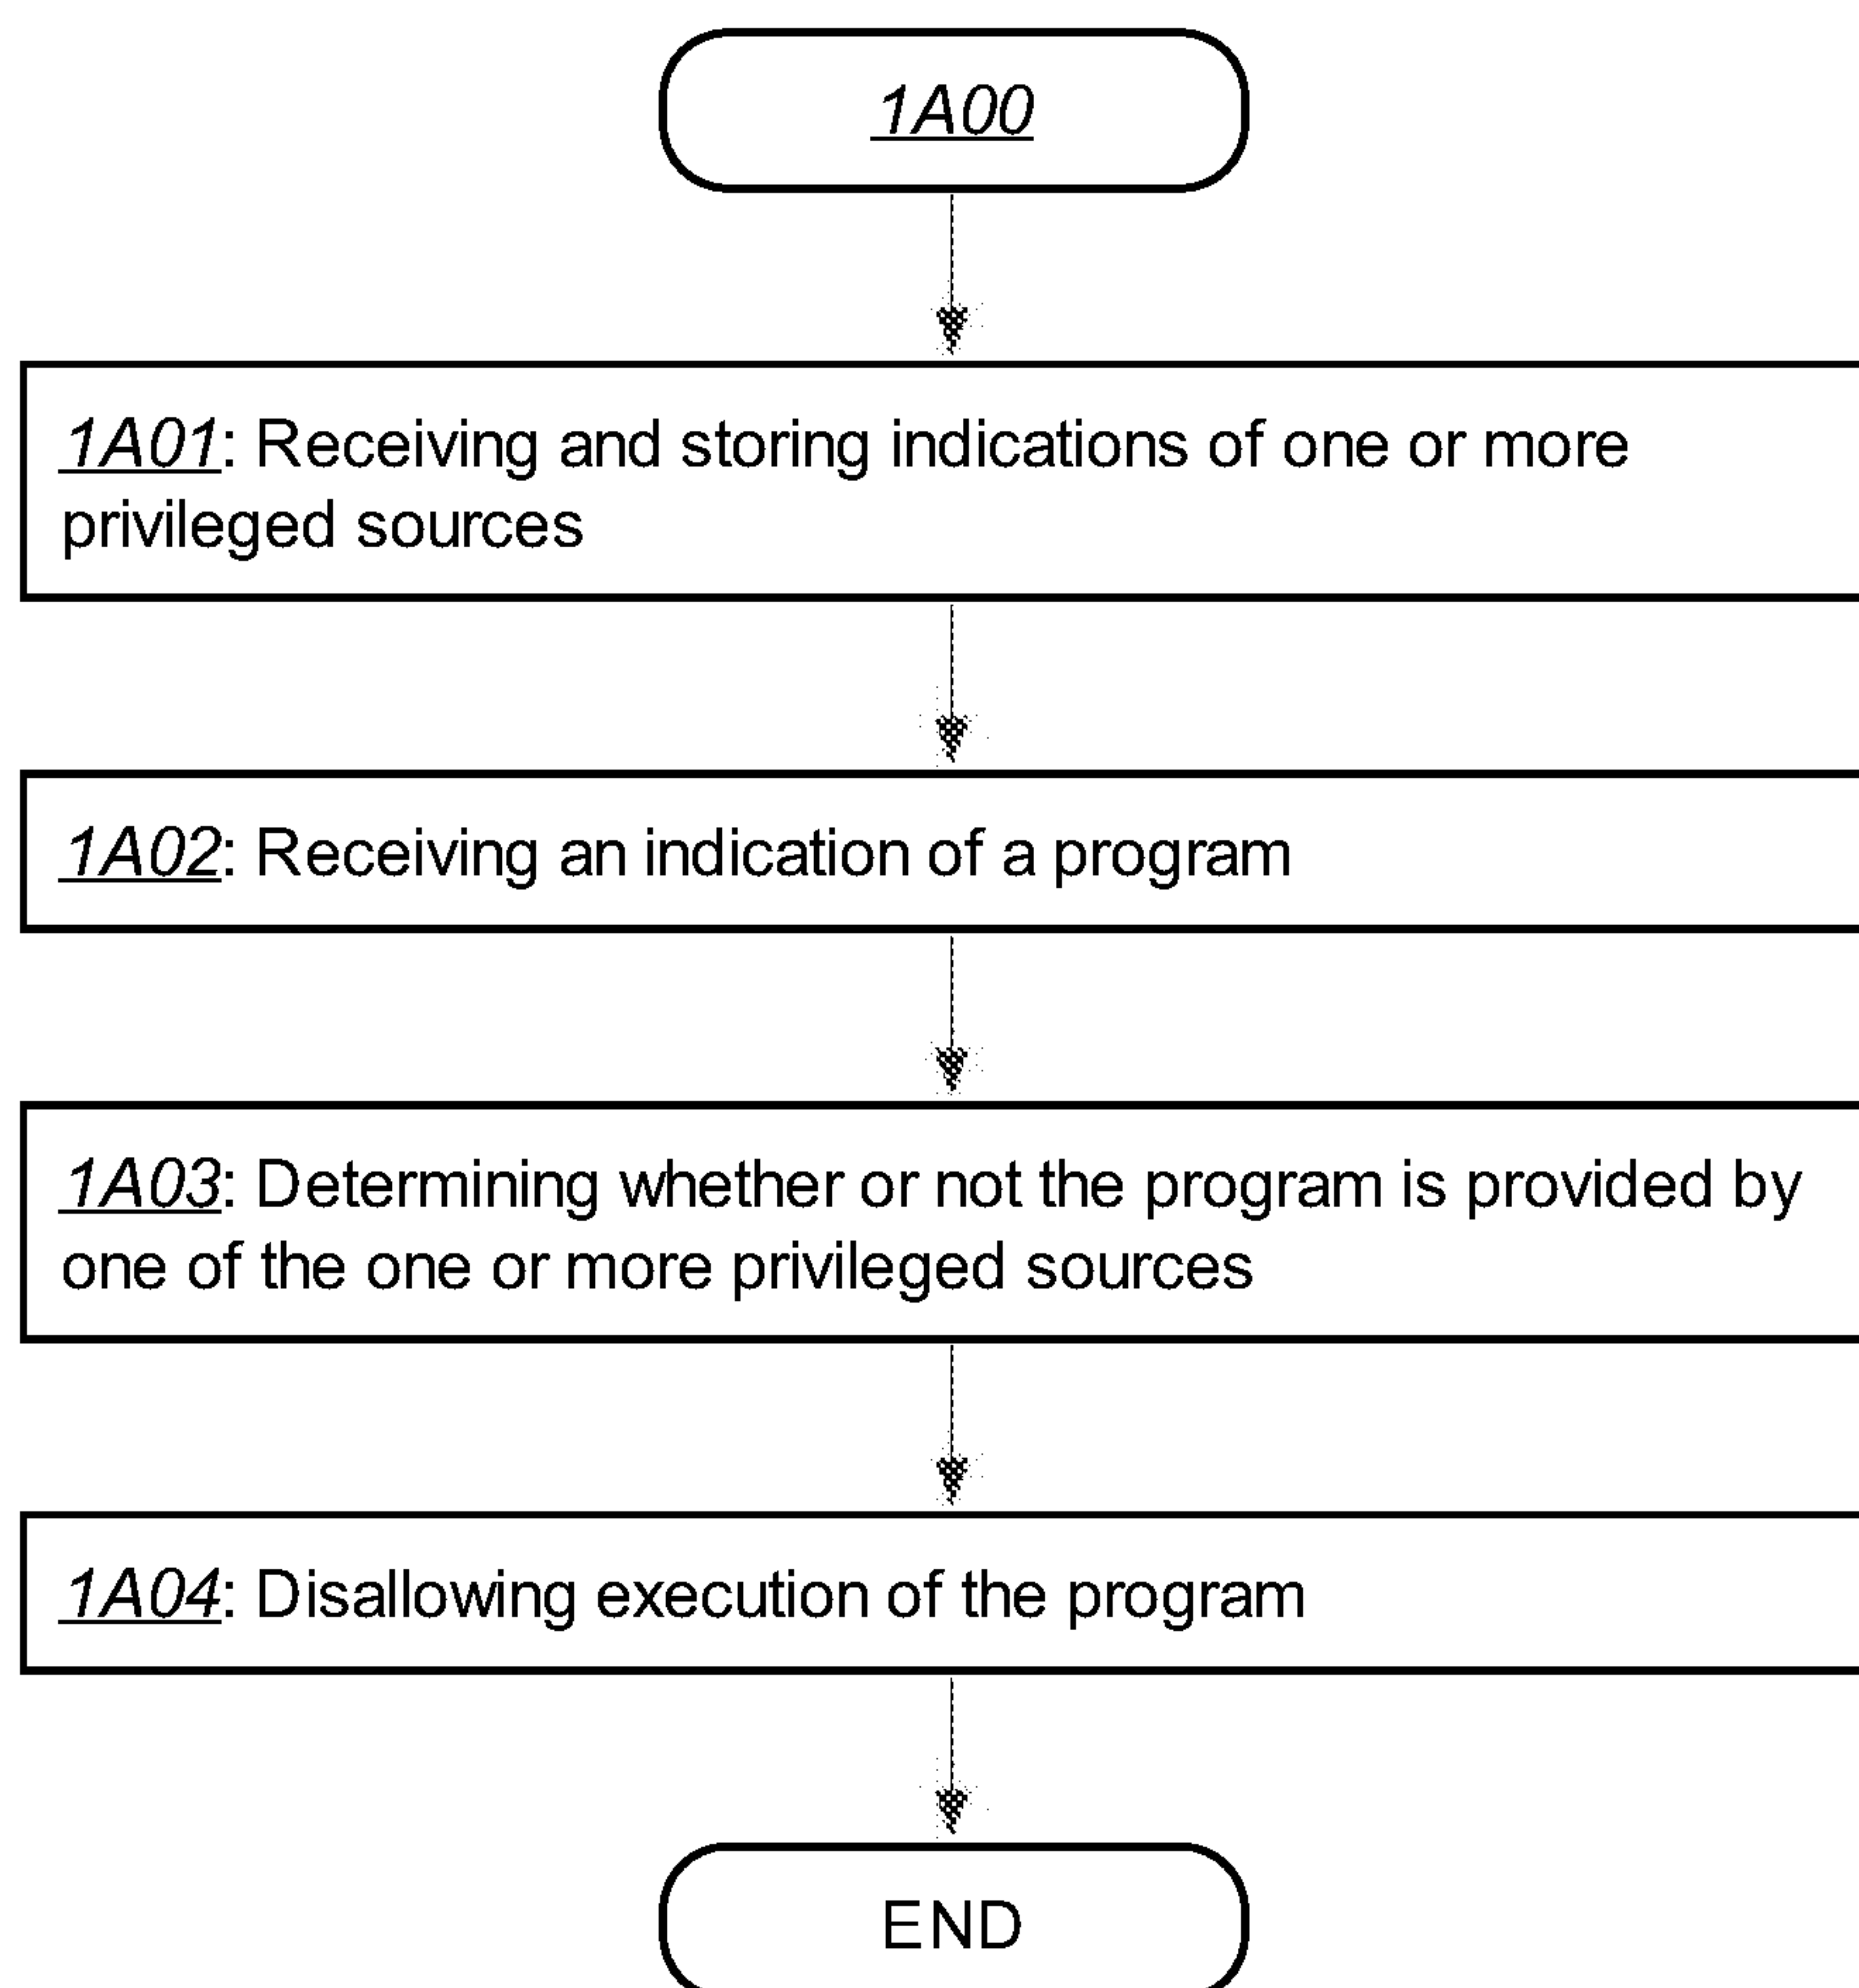 1A00
1A01: Receiving and storing indications of one or more
privileged sources
1A02: Receiving an indication of a program
1A03: Determining whether or not the program is provided by
one of the one or more privileged sources
1A04: Disallowing execution of the program
END